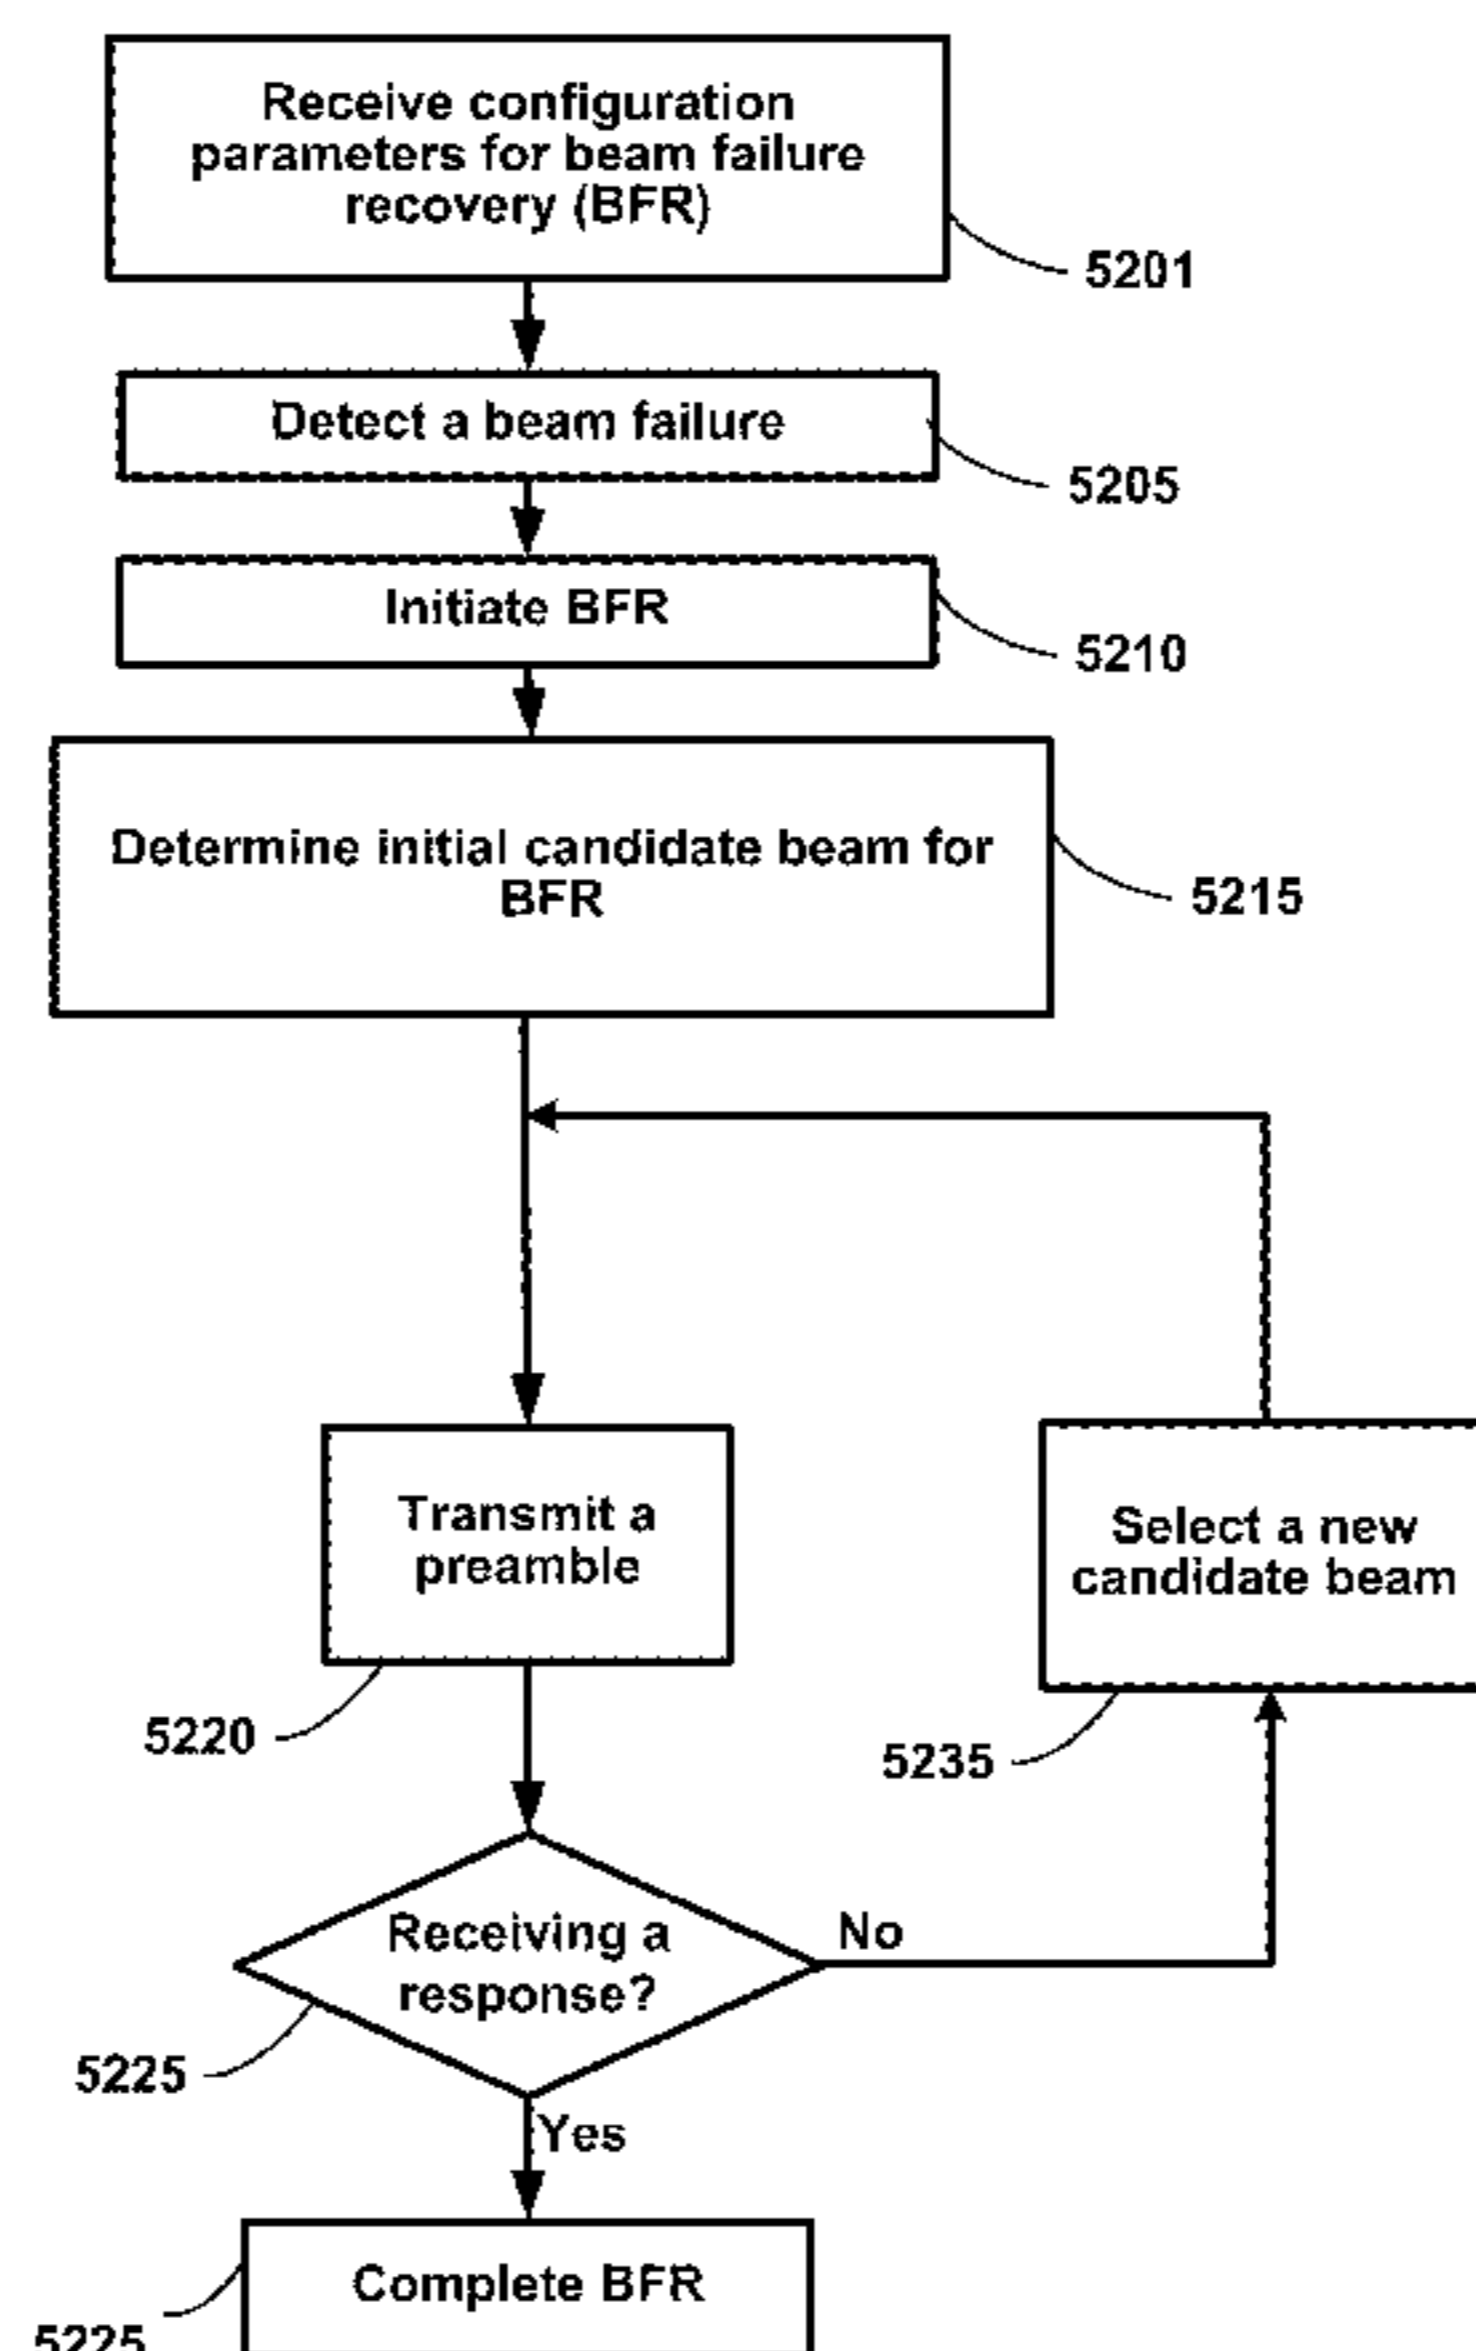 Receive configuration
parameters for beam failure
recovery (BFR)
5201
Detect a beam failure
5205
Initiate BFR
5210
Determine initial candidate beam for
BFR
5215
Transmit a
preamble
5220
Select a new
candidate beam
5235
Receiving a
response?
No
5225
Yes
Complete BFR
5225